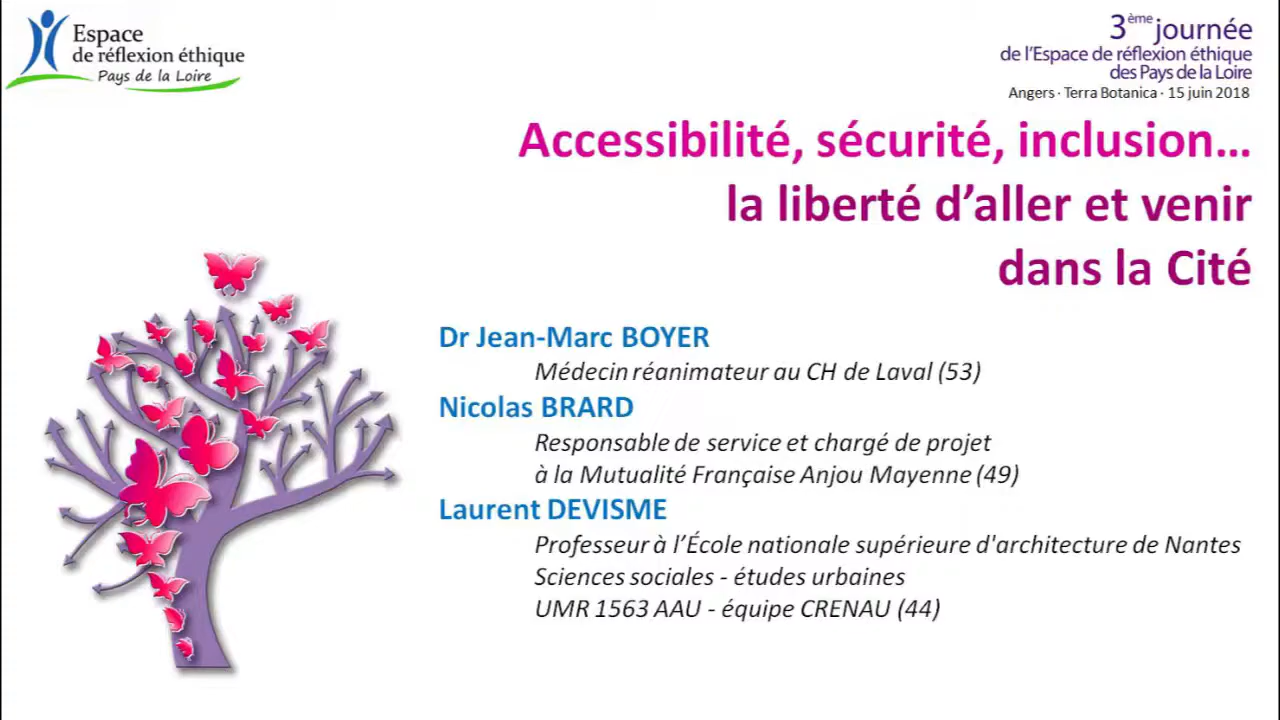 Espace
de réflexion éthique
Pays de la Loire
3ème journée
de l'Espace de réflexion éthique
des Pays de la Loire
Angers · Terra Botanica · 15 juin 2018
Accessibilité, sécurité, inclusion...
la liberté d'aller et venir
dans la Cité
Dr Jean-Marc BOYER
Médecin réanimateur au CH de Laval (53)
Nicolas BRARD
Responsable de service et chargé de projet
à la Mutualité Française Anjou Mayenne (49)
Laurent DEVISME
Professeur à l'École nationale supérieure d'architecture de Nantes
Sciences sociales - études urbaines
UMR 1563 AAU - équipe CRENAU (44)